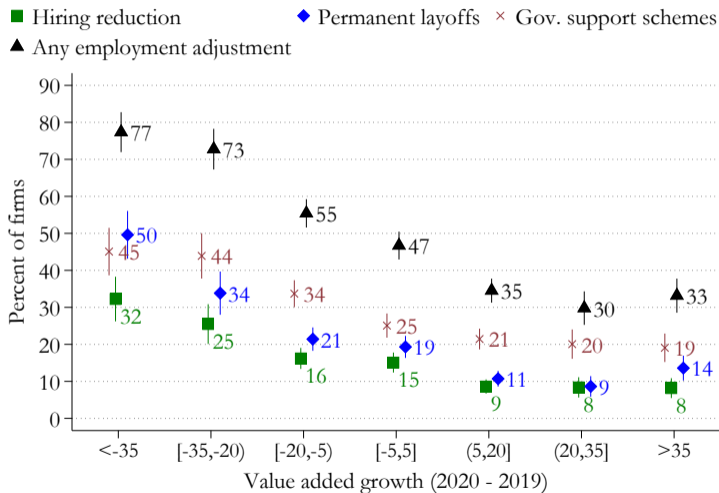 Hiring reduction Permanent layoffs Gov. support schemes
Any employment adjustment
Percent of firms
90
80
70
60
50
40
30
20
10
0
77 73 55 47 35 30 33
50 34 21 19 11 9 14
45 44 34 25 21 20 19
32 25 16 15 9 8 8
<-35 [-35,-20) [-20,-5) [-5,5] (5,20] (20,35] >35
Value added growth (2020 - 2019)